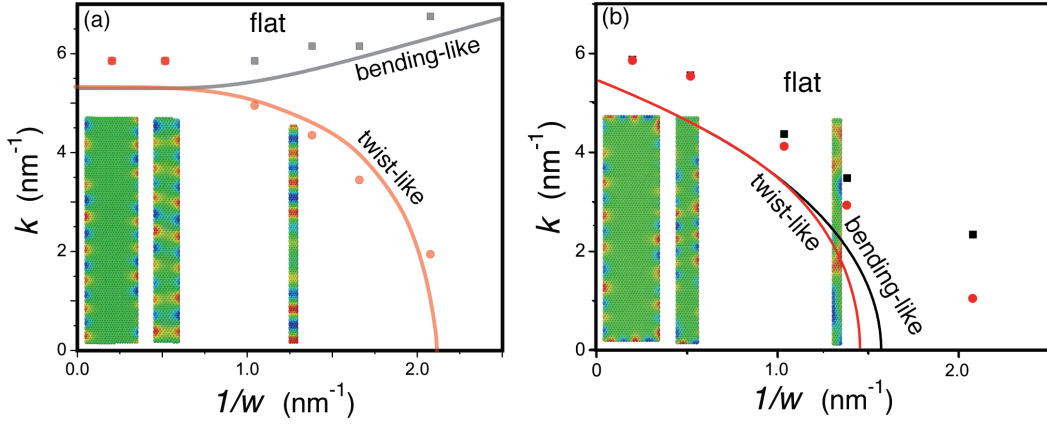 (a)
flat
bending-like
twist-like
k (nm⁻¹)
0
2
4
6
0.0
1.0
2.0
1/w (nm⁻¹)
(b)
flat
twist-like
bending-like
k (nm⁻¹)
0
2
4
6
0
1.0
2.0
1/w (nm⁻¹)